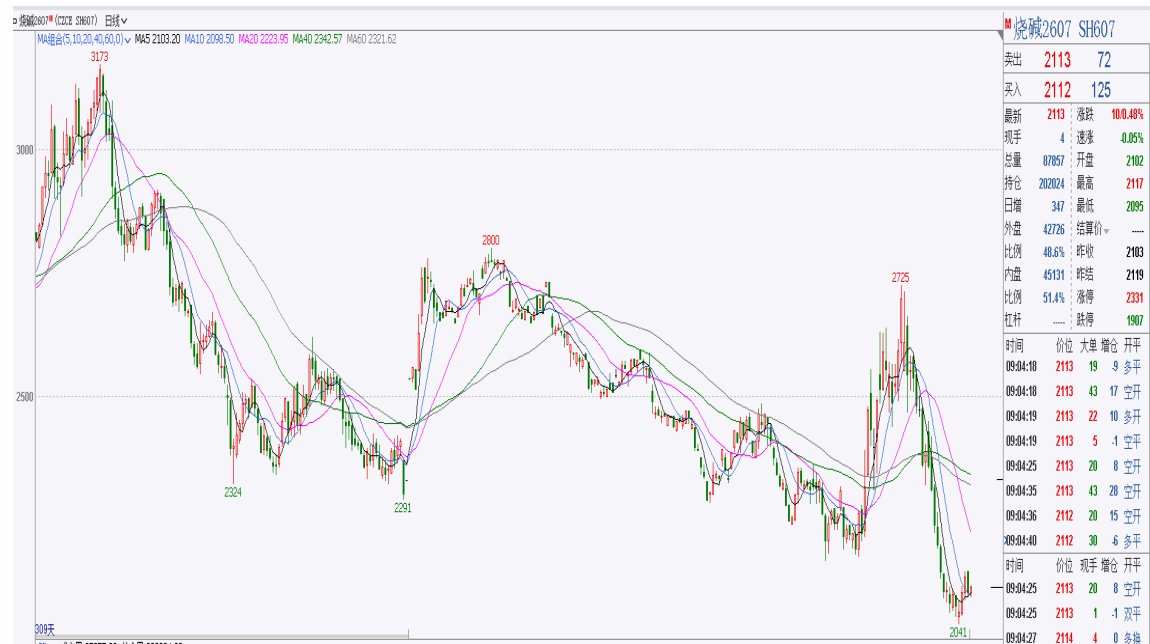 烧碱2607M (CZCE SH607) 日线
MA组合(5,10,20,40,60,0) MA5 2103.20 MA10 2098.50 MA20 2223.95 MA40 2342.57 MA60 2321.62
3173
3000
2800
2725
2500
2324
2291
2041
309天
M 烧碱2607 SH607
卖出 2113 72
买入 2112 125
最新 2113 涨跌 10/0.48%
现手 4 速涨 -0.05%
总量 87857 开盘 2102
持仓 202024 最高 2117
日增 347 最低 2095
外盘 42726 结算价 -----
比例 48.6% 昨收 2103
内盘 45131 昨结 2119
比例 51.4% 涨停 2331
杠杆 ----- 跌停 1907
时间 价位 大单 增仓 开平
09:04:18 2113 19 -9 多平
09:04:18 2113 43 17 空开
09:04:19 2113 22 10 多开
09:04:19 2113 5 -1 空平
09:04:25 2113 20 8 空开
09:04:35 2113 43 28 空开
09:04:36 2112 20 15 空开
09:04:40 2112 30 -6 多平
时间 价位 现手 增仓 开平
09:04:25 2113 20 8 空开
09:04:25 2113 1 -1 双平
09:04:27 2114 4 0 多换